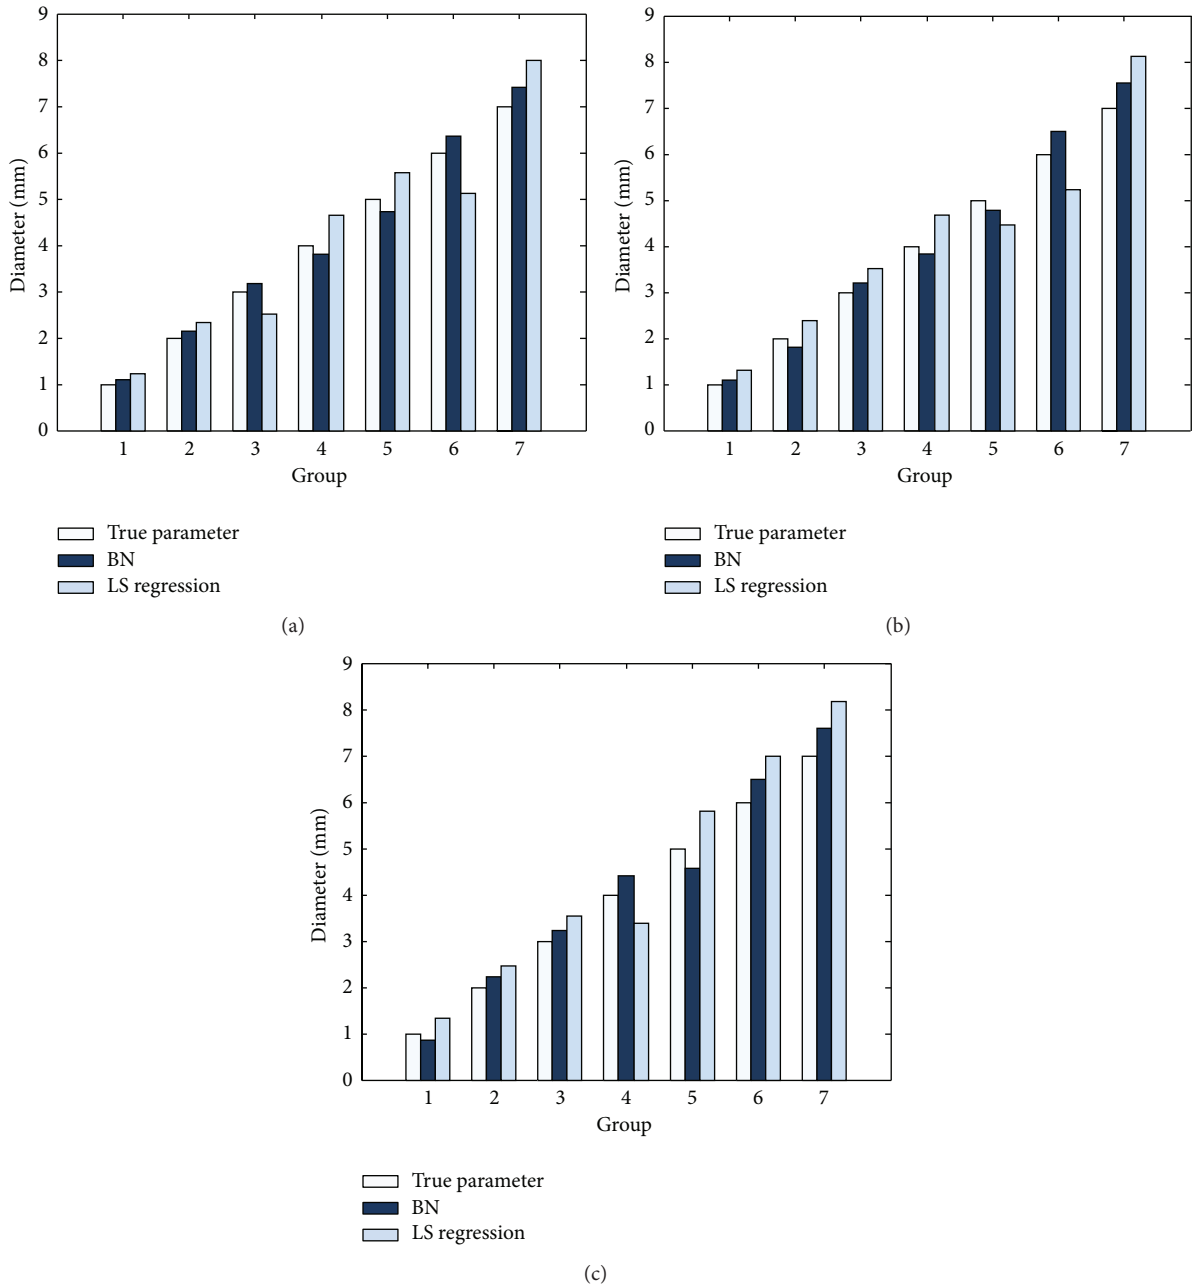 9
8
7
6
5
4
3
2
1
0
Diameter (mm)
1 2 3 4 5 6 7
Group
True parameter
BN
LS regression
(a)
9
8
7
6
5
4
3
2
1
0
Diameter (mm)
1 2 3 4 5 6 7
Group
True parameter
BN
LS regression
(b)
9
8
7
6
5
4
3
2
1
0
Diameter (mm)
1 2 3 4 5 6 7
Group
True parameter
BN
LS regression
(c)